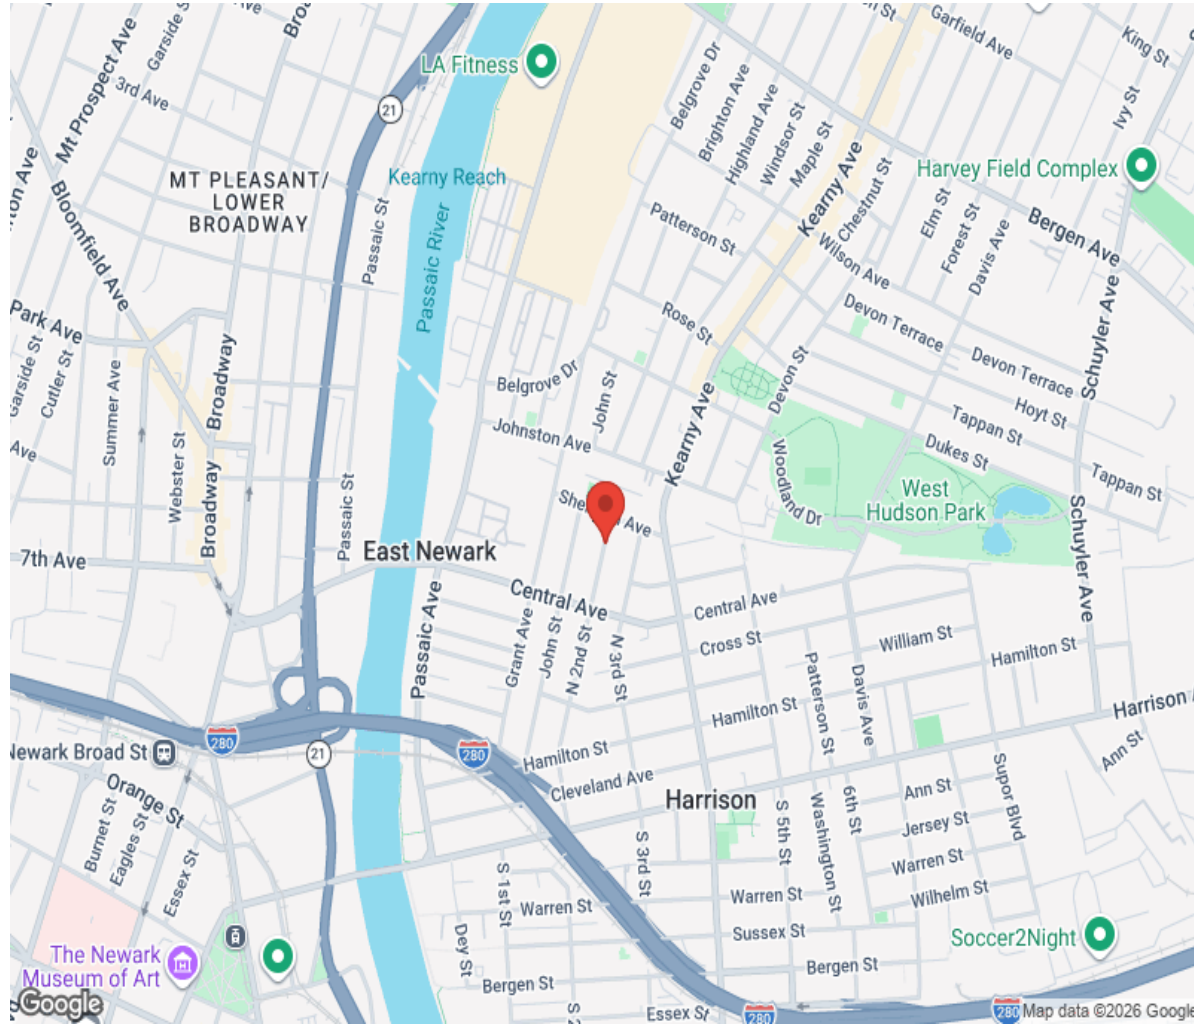 Garside St
Mt Prospect Ave
3rd Ave
Bloomfield Ave
MT PLEASANT/
LOWER
BROADWAY
21
LA Fitness
Kearny Reach
Passaic River
Passaic St
Belgrove Dr
Brighton Ave
Highland Ave
Windsor St
Maple St
Kearny Ave
Chestnut St
Garfield Ave
King St
Ivy St
Harvey Field Complex
Elm St
Forest St
Davis Ave
Bergen Ave
Patterson St
Wilson Ave
Devon Terrace
Devon Terrace
Schuyler Ave
Rose St
Park Ave
Garside St
Cutler St
Summer Ave
Broadway
Webster St
Broadway
Belgrove Dr
John St
Johnston Ave
Kearny Ave
Devon St
Hoyt St
Tappan St
Dukes St
Tappan St
Woodland Dr
West
Hudson Park
Schuyler Ave
Ave
Passaic St
7th Ave
East Newark
Central Ave
Central Ave
Passaic Ave
Grant Ave
John St
N 2nd St
N 3rd St
Cross St
William St
Hamilton St
Patterson St
Davis Ave
Hamilton St
Harrison
280
280
21
Newark Broad St
Orange St
Hamilton St
Cleveland Ave
Harrison
Ann St
Burnet St
Eagles St
Essex St
S 1st St
S 3rd St
S 5th St
Washington St
6th St
Ann St
Jersey St
Warren St
Wilhelm St
Supor Blvd
Warren St
Warren St
Sussex St
Dey St
Bergen St
Bergen St
Essex St
Soccer2Night
The Newark
Museum of Art
280
280
Google
Map data ©2026 Google